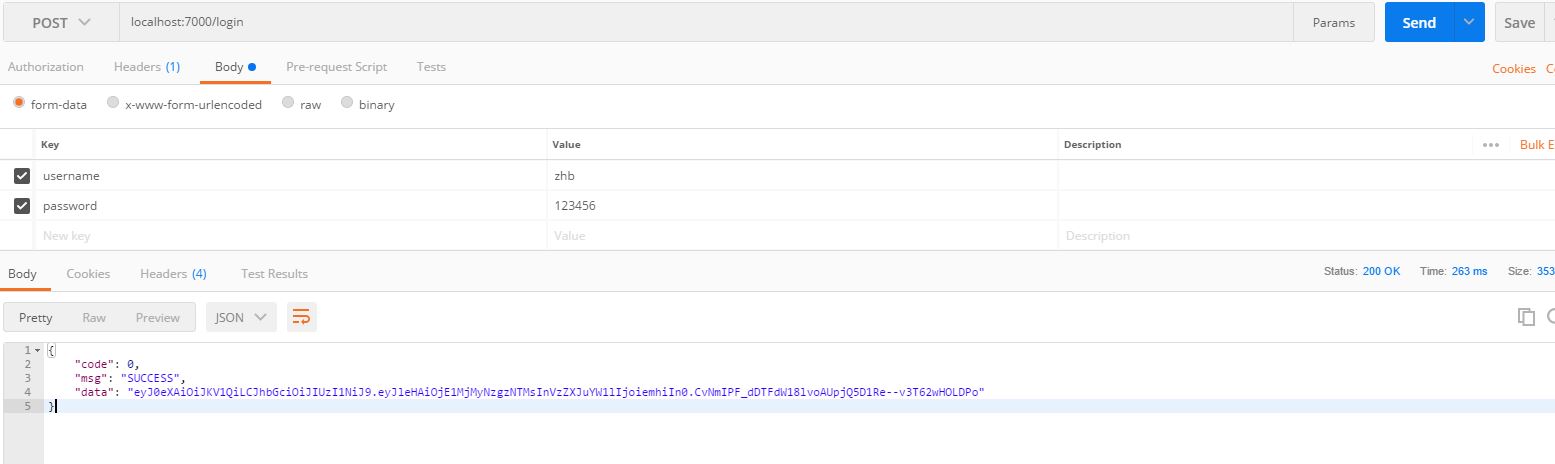 POST localhost:7000/login Params Send Save
Authorization Headers (1) Body Pre-request Script Tests Cookies
form-data x-www-form-urlencoded raw binary
Key Value Description ••• Bulk E
username zhb
password 123456
New key Value Description
Body Cookies Headers (4) Test Results Status: 200 OK Time: 263 ms Size: 353
Pretty Raw Preview JSON
1 {
2 "code": 0,
3 "msg": "SUCCESS",
4 "data": "eyJ0eXAiOiJKV1QiLCJhbGciOiJIUzI1NiJ9.eyJleHAiOjE1MjMyNzgzNTMsInVzZXJuYW1lIjoiemhiIn0.CvNmIPF_dDTFdW18lvoAUpjQ5D1Re--v3T62wHOLDPo"
5 }